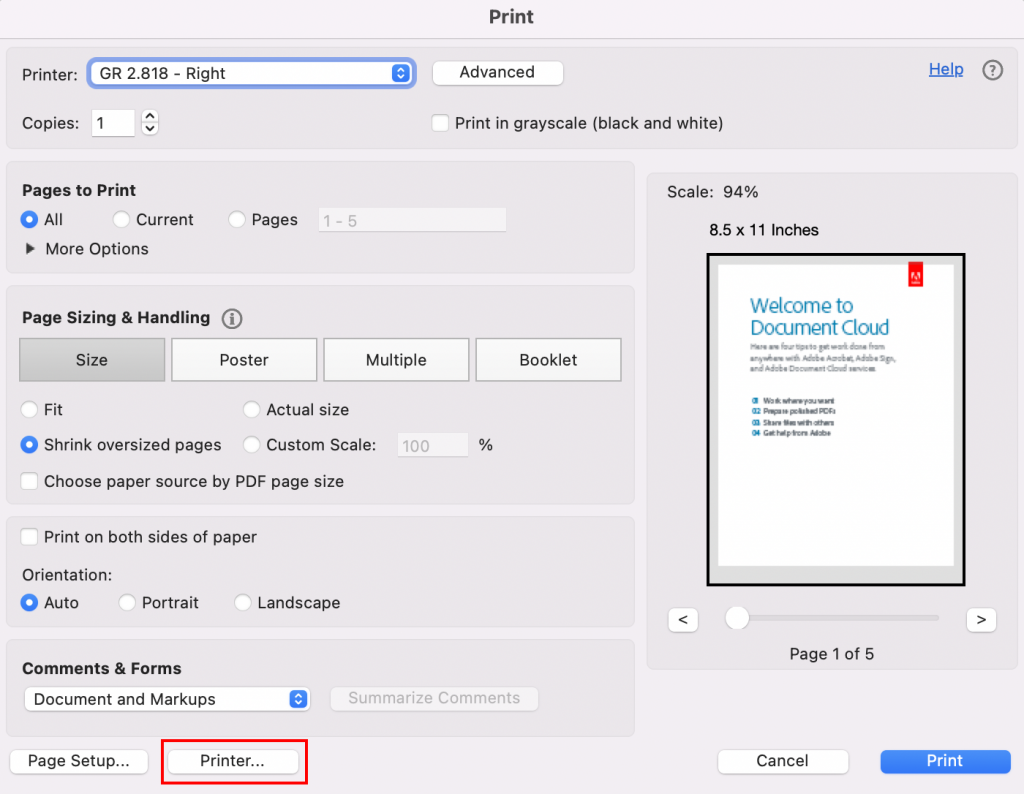 Print
Printer: GR 2.818 - Right Advanced Help ?
Copies: 1 Print in grayscale (black and white)
Pages to Print
All Current Pages 1 - 5
More Options
Page Sizing & Handling i
Size Poster Multiple Booklet
Fit Actual size
Shrink oversized pages Custom Scale: 100 %
Choose paper source by PDF page size
Print on both sides of paper
Orientation:
Auto Portrait Landscape
Comments & Forms
Document and Markups Summarize Comments
Scale: 94%
8.5 x 11 Inches
Welcome to
Document Cloud
Here are four tips to get work done from
anywhere with Adobe Acrobat, Adobe Sign,
and Adobe Document Cloud services.
01 Work where you want
02 Prepare polished PDFs
03 Share files with others
04 Get help from Adobe
< >
Page 1 of 5
Page Setup... Printer... Cancel Print